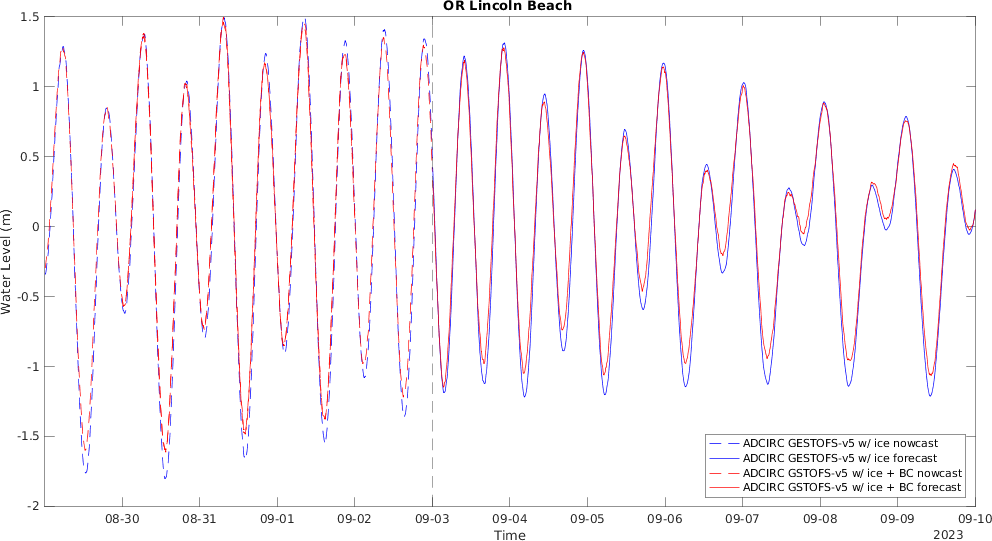 OR Lincoln Beach
1.5
1
0.5
0
-0.5
-1
-1.5
-2
Water Level (m)
08-30 08-31 09-01 09-02 09-03 09-04 09-05 09-06 09-07 09-08 09-09 09-10
Time
2023
ADCIRC GESTOFS-v5 w/ ice nowcast
ADCIRC GESTOFS-v5 w/ ice forecast
ADCIRC GSTOFS-v5 w/ ice + BC nowcast
ADCIRC GSTOFS-v5 w/ ice + BC forecast